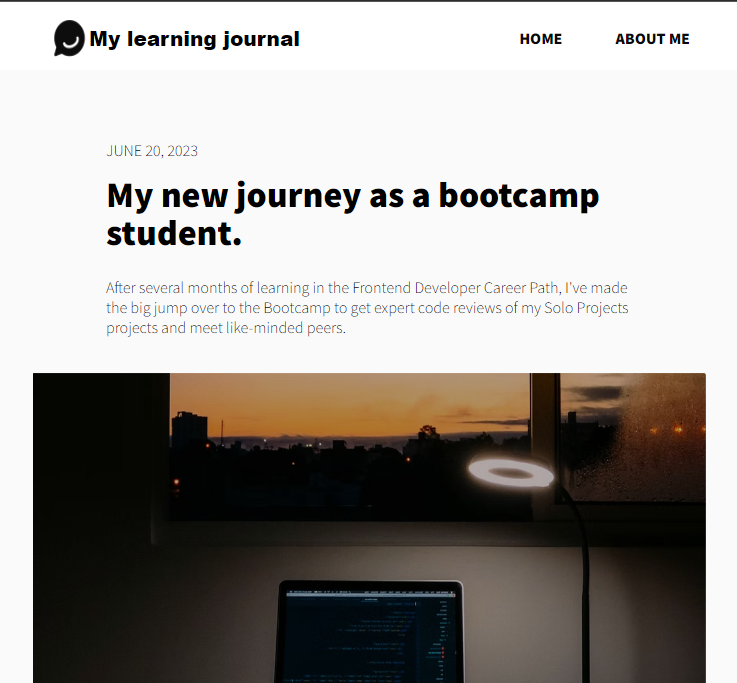 My learning journal
HOME
ABOUT ME
JUNE 20, 2023
My new journey as a bootcamp
student.
After several months of learning in the Frontend Developer Career Path, I've made
the big jump over to the Bootcamp to get expert code reviews of my Solo Projects
projects and meet like-minded peers.